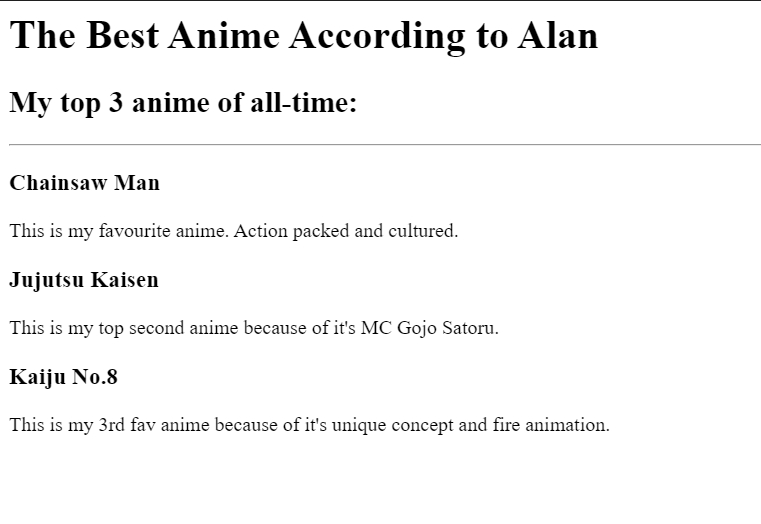 The Best Anime According to Alan
My top 3 anime of all-time:
Chainsaw Man
This is my favourite anime. Action packed and cultured.
Jujutsu Kaisen
This is my top second anime because of it's MC Gojo Satoru.
Kaiju No.8
This is my 3rd fav anime because of it's unique concept and fire animation.